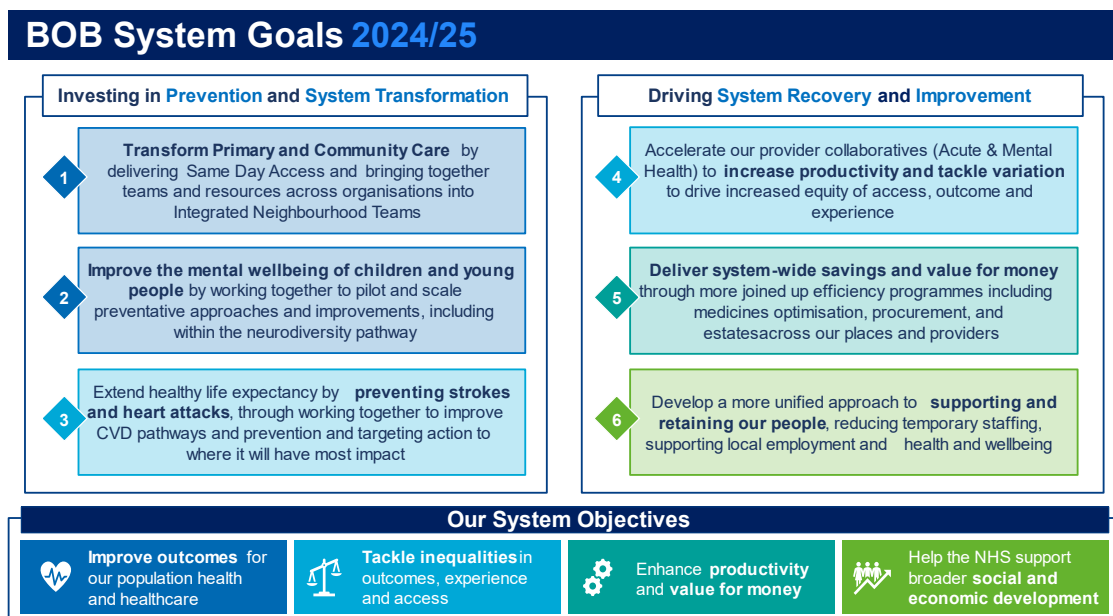 BOB System Goals 2024/25
Investing in Prevention and System Transformation
1
Transform Primary and Community Care by
delivering Same Day Access and bringing together
teams and resources across organisations into
Integrated Neighbourhood Teams
2
Improve the mental wellbeing of children and young
people by working together to pilot and scale
preventative approaches and improvements, including
within the neurodiversity pathway
3
Extend healthy life expectancy by preventing strokes
and heart attacks, through working together to improve
CVD pathways and prevention and targeting action to
where it will have most impact
Driving System Recovery and Improvement
4
Accelerate our provider collaboratives (Acute & Mental
Health) to increase productivity and tackle variation
to drive increased equity of access, outcome and
experience
5
Deliver system-wide savings and value for money
through more joined up efficiency programmes including
medicines optimisation, procurement, and
estatesacross our places and providers
6
Develop a more unified approach to supporting and
retaining our people, reducing temporary staffing,
supporting local employment and health and wellbeing
Our System Objectives
Improve outcomes for
our population health
and healthcare
Tackle inequalitiesin
outcomes, experience
and access
Enhance productivity
and value for money
Help the NHS support
broader social and
economic development